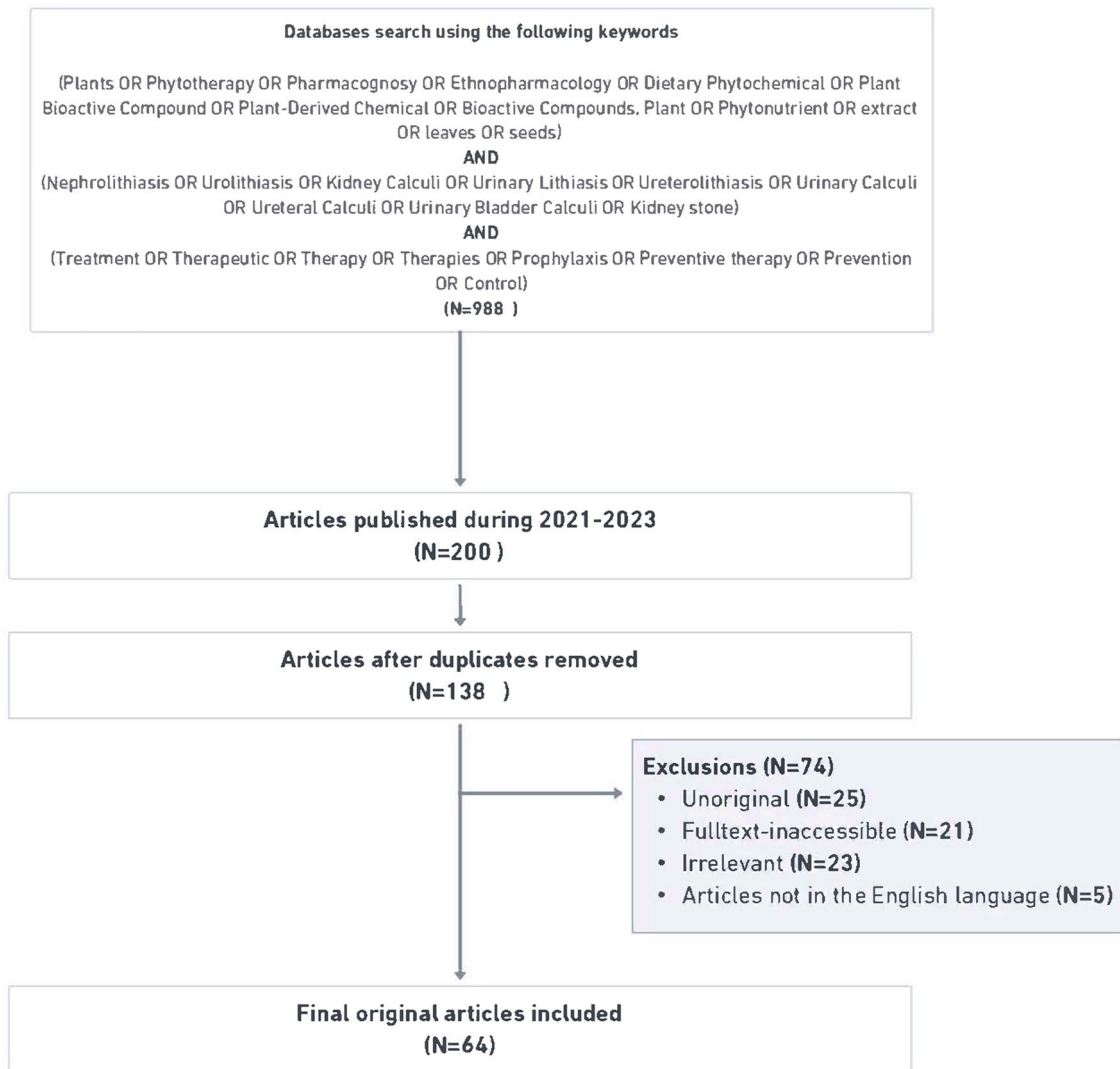 Databases search using the following keywords
(Plants OR Phytotherapy OR Pharmacognosy OR Ethnopharmacology OR Dietary Phytochemical OR Plant
Bioactive Compound OR Plant-Derived Chemical OR Bioactive Compounds, Plant OR Phytonutrient OR extract
OR leaves OR seeds)
AND
(Nephrolithiasis OR Urolithiasis OR Kidney Calculi OR Urinary Lithiasis OR Ureterolithiasis OR Urinary Calculi
OR Ureteral Calculi OR Urinary Bladder Calculi OR Kidney stone)
AND
(Treatment OR Therapeutic OR Therapy OR Therapies OR Prophylaxis OR Preventive therapy OR Prevention
OR Control)
(N=988 )
Articles published during 2021-2023
(N=200 )
Articles after duplicates removed
(N=138 )
Exclusions (N=74)
• Unoriginal (N=25)
• Fulltext-inaccessible (N=21)
• Irrelevant (N=23)
• Articles not in the English language (N=5)
Final original articles included
(N=64)